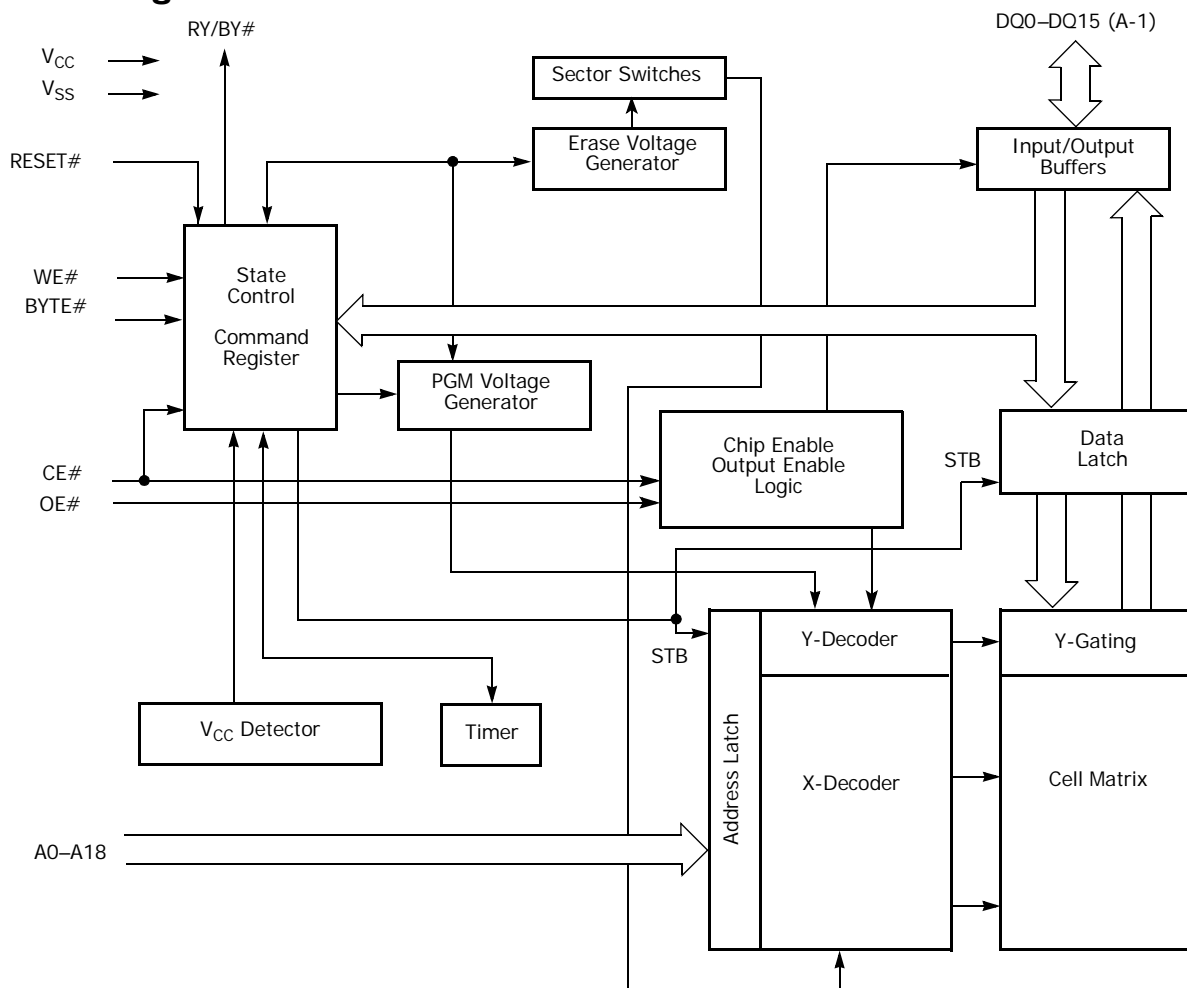 RY/BY#
DQ0–DQ15 (A-1)
VCC
VSS
Sector Switches
Erase Voltage
Generator
Input/Output
Buffers
RESET#
WE#
BYTE#
State
Control
Command
Register
PGM Voltage
Generator
CE#
OE#
Chip Enable
Output Enable
Logic
STB
Data
Latch
STB
Y-Decoder
Y-Gating
VCC Detector
Timer
Address Latch
X-Decoder
Cell Matrix
A0–A18